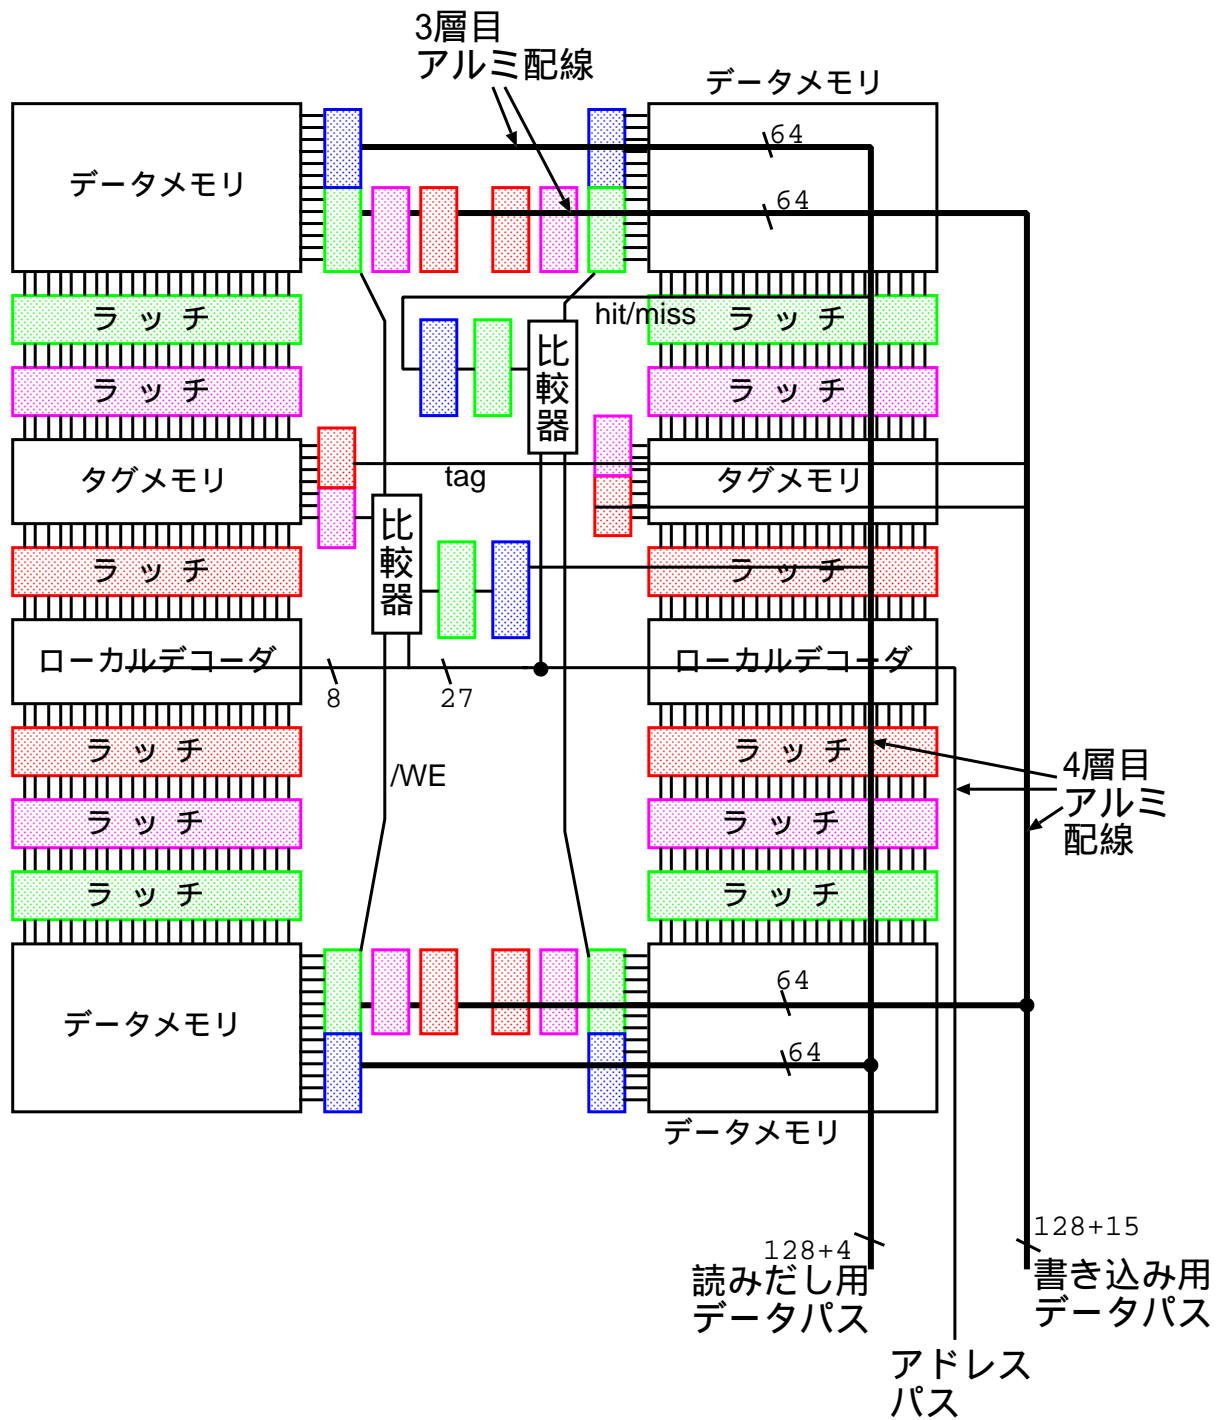 3層目
アルミ配線
データメモリ
データメモリ
64
64
hit/miss
ラッチ
ラッチ
比較器
ラッチ
ラッチ
タグメモリ
tag
タグメモリ
比較器
ラッチ
ラッチ
ローカルデコーダ
ローカルデコーダ
8
27
ラッチ
ラッチ
/WE
4層目
アルミ
配線
ラッチ
ラッチ
ラッチ
ラッチ
データメモリ
64
64
データメモリ
128+4
読みだし用
データパス
128+15
書き込み用
データパス
アドレス
パス